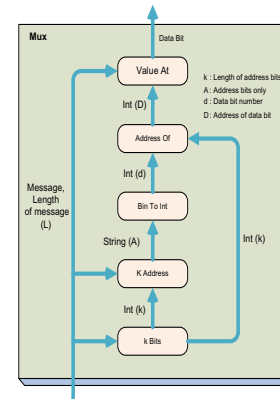 Mux
Data Bit
Value At
k : Length of address bits
A : Address bits only
d : Data bit number
D: Address of data bit
Int (D)
Address Of
Int (d)
Message,
Length
of message
(L)
Bin To Int
String (A)
Int (k)
K Address
Int (k)
k Bits